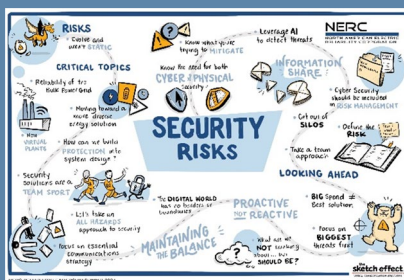 RISKS
• Evolve and
aren't STATIC
CRITICAL TOPICS
• Reliability of the
Bulk Power Grid
• Moving toward a
more diverse
energy solution
• How
VIRTUAL
PLANTS
• How can we build
PROTECTION into
system design?
• Security
solutions are a
TEAM SPORT
• Let's take an
ALL HAZARDS
approach to security
• Focus on essential
communications
strategy
• Know what you're
trying to MITIGATE
Know the need for both
CYBER & PHYSICAL
Security!
SECURITY
RISKS
The DIGITAL WORLD
has no borders or
boundaries
MAINTAINING
THE BALANCE
PROACTIVE
NOT REACTIVE
What are we
NOT thinking
about... but
SHOULD BE?
• Leverage AI
to detect threats
NERC
NORTH AMERICAN ELECTRIC
RELIABILITY CORPORATION
INFORMATION
SHARE
• Cyber Security
should be included
in RISK MANAGEMENT
• Get out of
SILOS
• Define the
RISK
• Take a team
approach
LOOKING AHEAD
• BIG Spend ≠
Best solution
• Focus on
BIGGEST
threats first
the
sketch effect